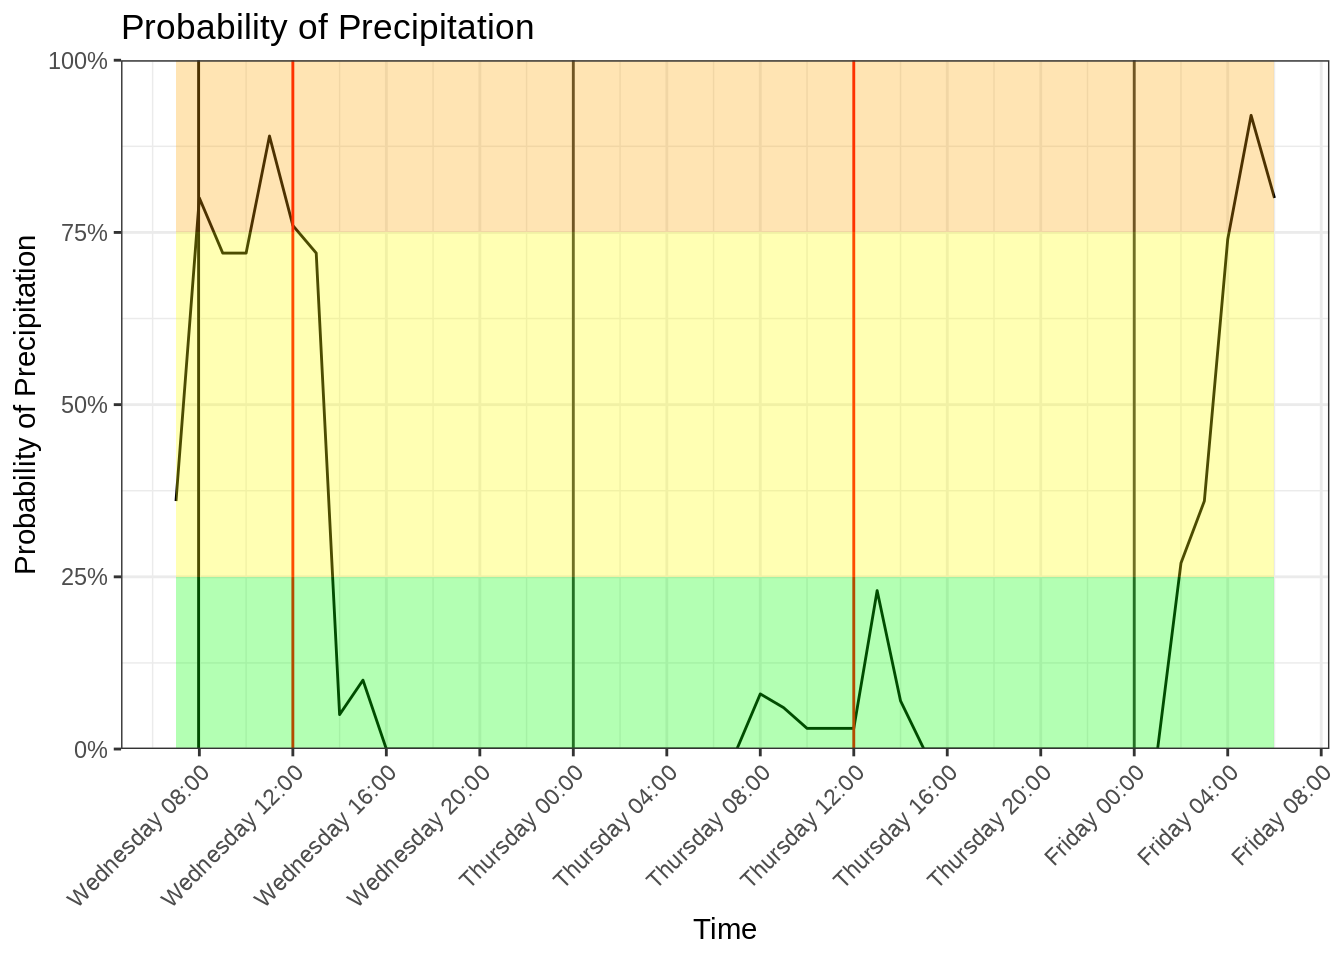 Probability of Precipitation
Probability of Precipitation
100%
75%
50%
25%
0%
Wednesday 08:00
Wednesday 12:00
Wednesday 16:00
Wednesday 20:00
Thursday 00:00
Thursday 04:00
Thursday 08:00
Thursday 12:00
Thursday 16:00
Thursday 20:00
Friday 00:00
Friday 04:00
Friday 08:00
Time